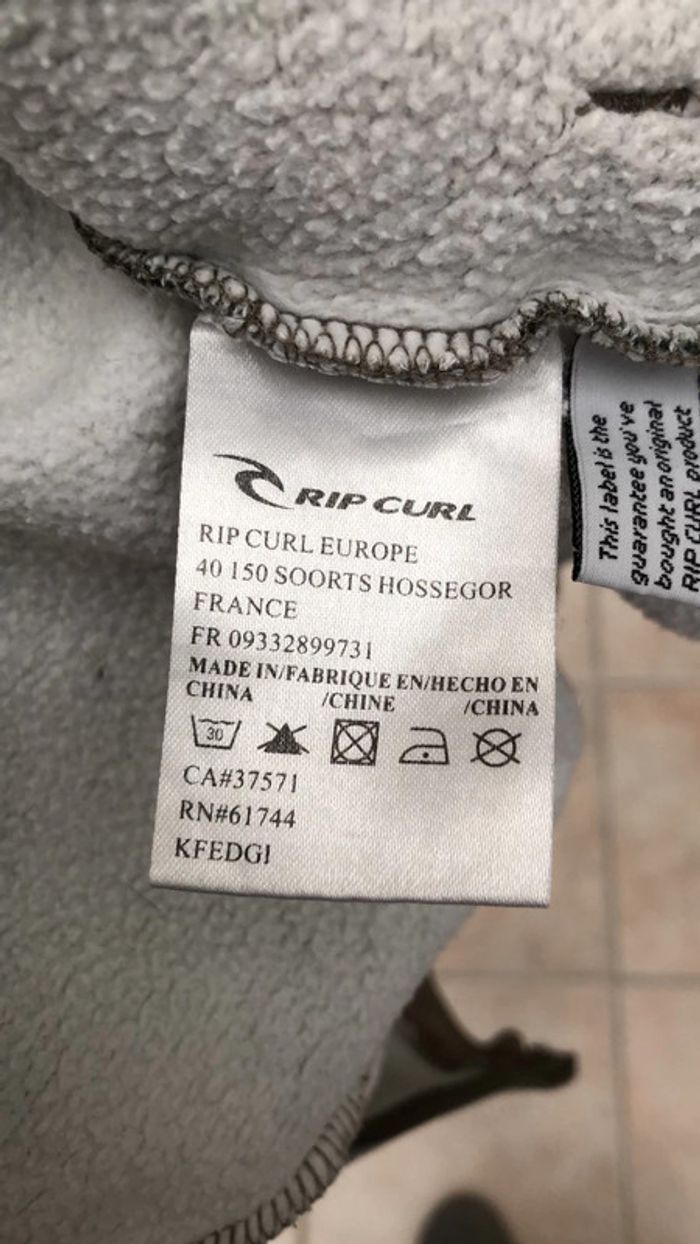 RIP CURL
RIP CURL EUROPE
40 150 SOORTS HOSSEGOR
FRANCE
FR 09332899731
MADE IN/FABRIQUE EN/HECHO EN
CHINA /CHINE /CHINA
30
CA#37571
RN#61744
KFEDG1
This label is the
guarantee you've
bought an original
RIP CURL product